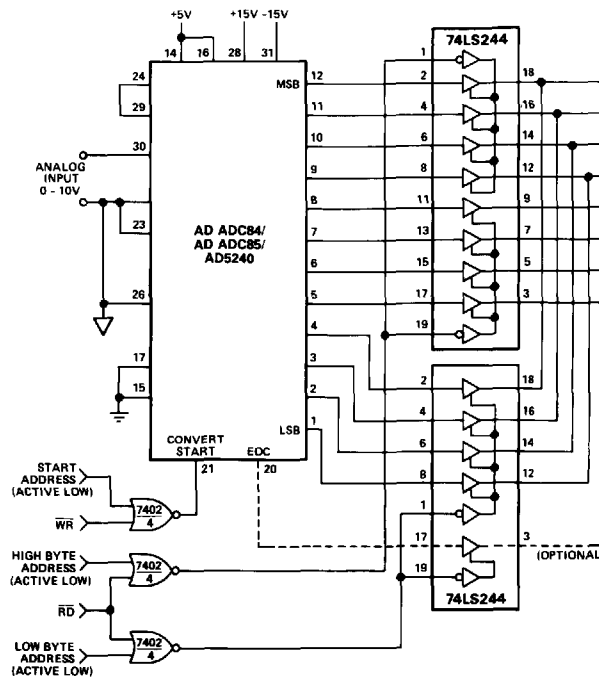 +5V
+15V -15V
14 16 28 31
24
29
30
ANALOG
INPUT
0 - 10V
23
26
17
15
MSB 12
11
10
9
8
7
6
5
4
3
2
LSB 1
AD ADC84/
AD ADC85/
AD5240
CONVERT
START
EOC
21
20
74LS244
1
2 18
4 16
6 14
8 12
11 9
13 7
15 5
17 3
19
2 18
4 16
6 14
8 12
1
17 3
(OPTIONAL
19
74LS244
START
ADDRESS
(ACTIVE LOW)
7402
4
WR
HIGH BYTE
ADDRESS
(ACTIVE LOW)
7402
4
RD
LOW BYTE
ADDRESS
(ACTIVE LOW)
7402
4